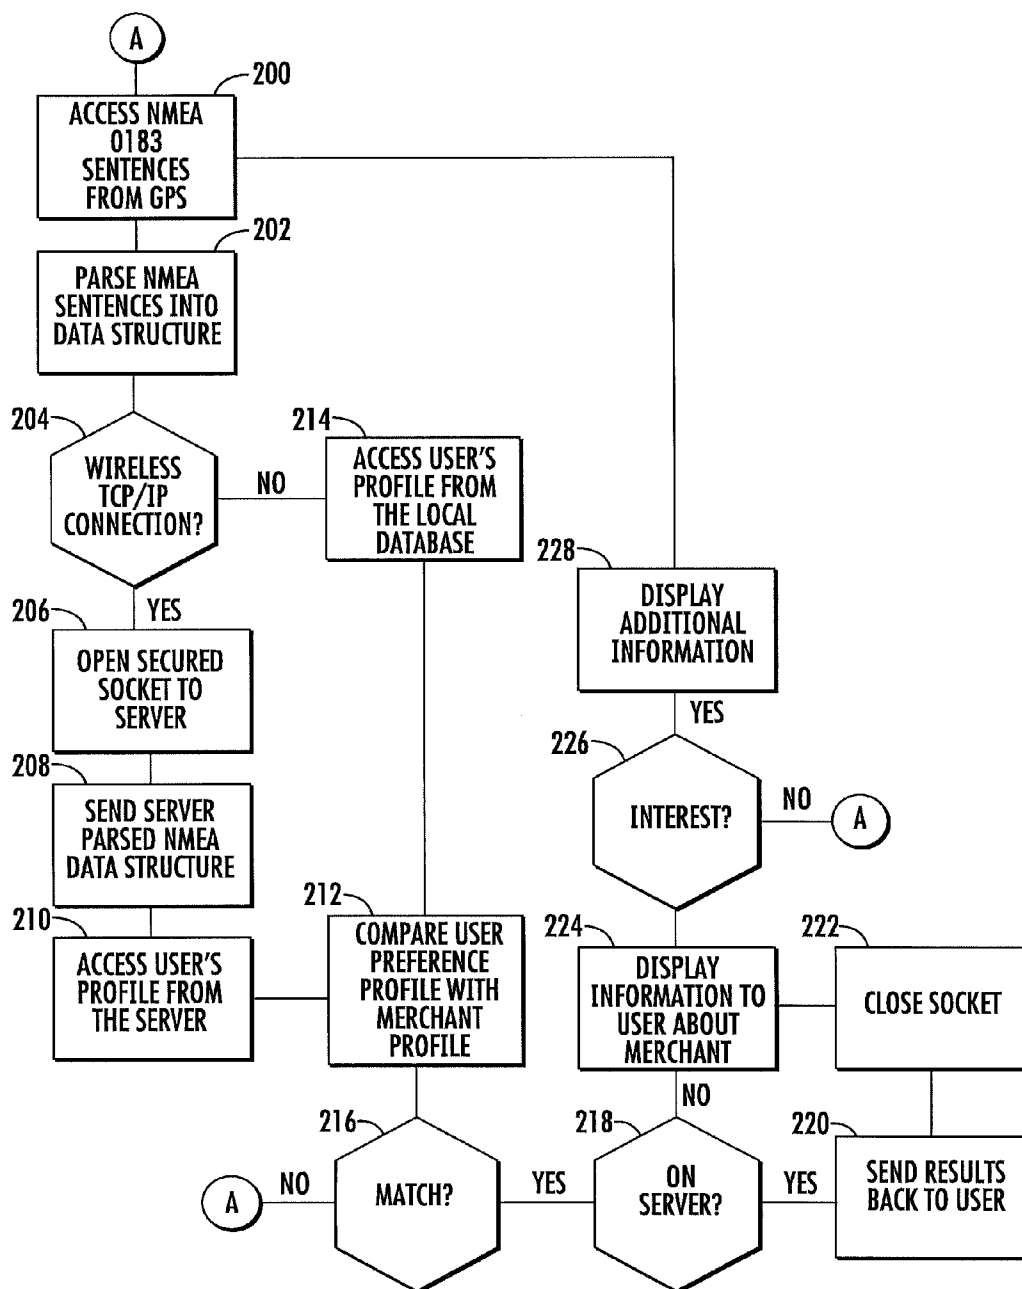 A
200
ACCESS NMEA
0183
SENTENCES
FROM GPS
202
PARSE NMEA
SENTENCES INTO
DATA STRUCTURE
204
WIRELESS
TCP/IP
CONNECTION?
NO
214
ACCESS USER'S
PROFILE FROM
THE LOCAL
DATABASE
YES
206
OPEN SECURED
SOCKET TO
SERVER
208
SEND SERVER
PARSED NMEA
DATA STRUCTURE
210
ACCESS USER'S
PROFILE FROM
THE SERVER
212
COMPARE USER
PREFERENCE
PROFILE WITH
MERCHANT
PROFILE
216
MATCH?
NO
A
YES
218
ON
SERVER?
YES
220
SEND RESULTS
BACK TO USER
222
CLOSE SOCKET
NO
224
DISPLAY
INFORMATION TO
USER ABOUT
MERCHANT
226
INTEREST?
NO
A
YES
228
DISPLAY
ADDITIONAL
INFORMATION